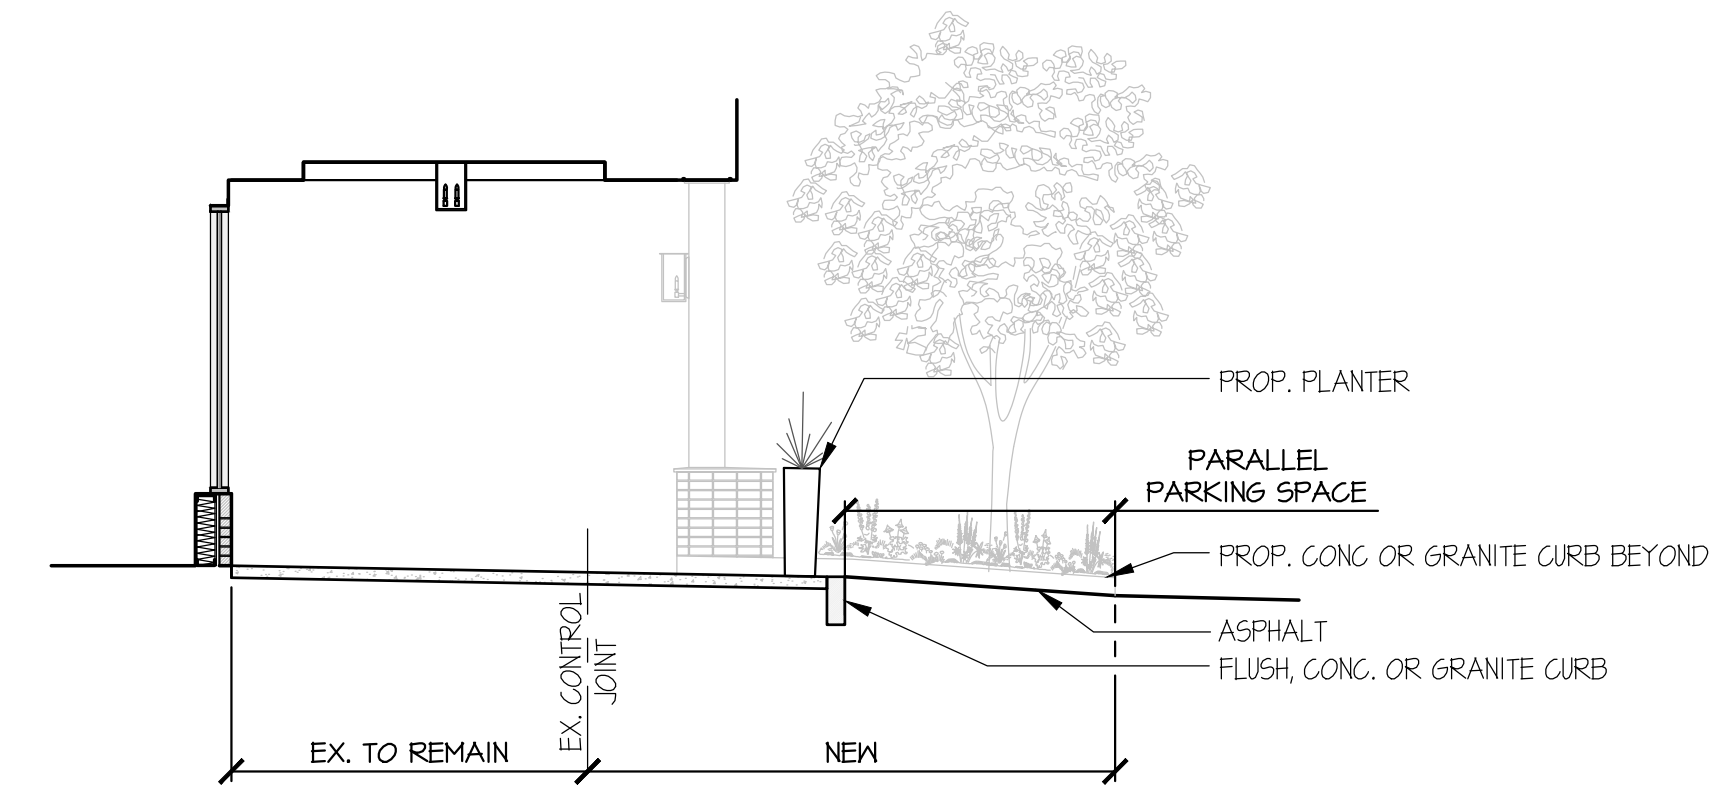 PROP. PLANTER
PARALLEL
PARKING SPACE
PROP. CONC OR GRANITE CURB BEYOND
ASPHALT
FLUSH, CONC. OR GRANITE CURB
EX. CONTROL
JOINT
EX. TO REMAIN
NEW